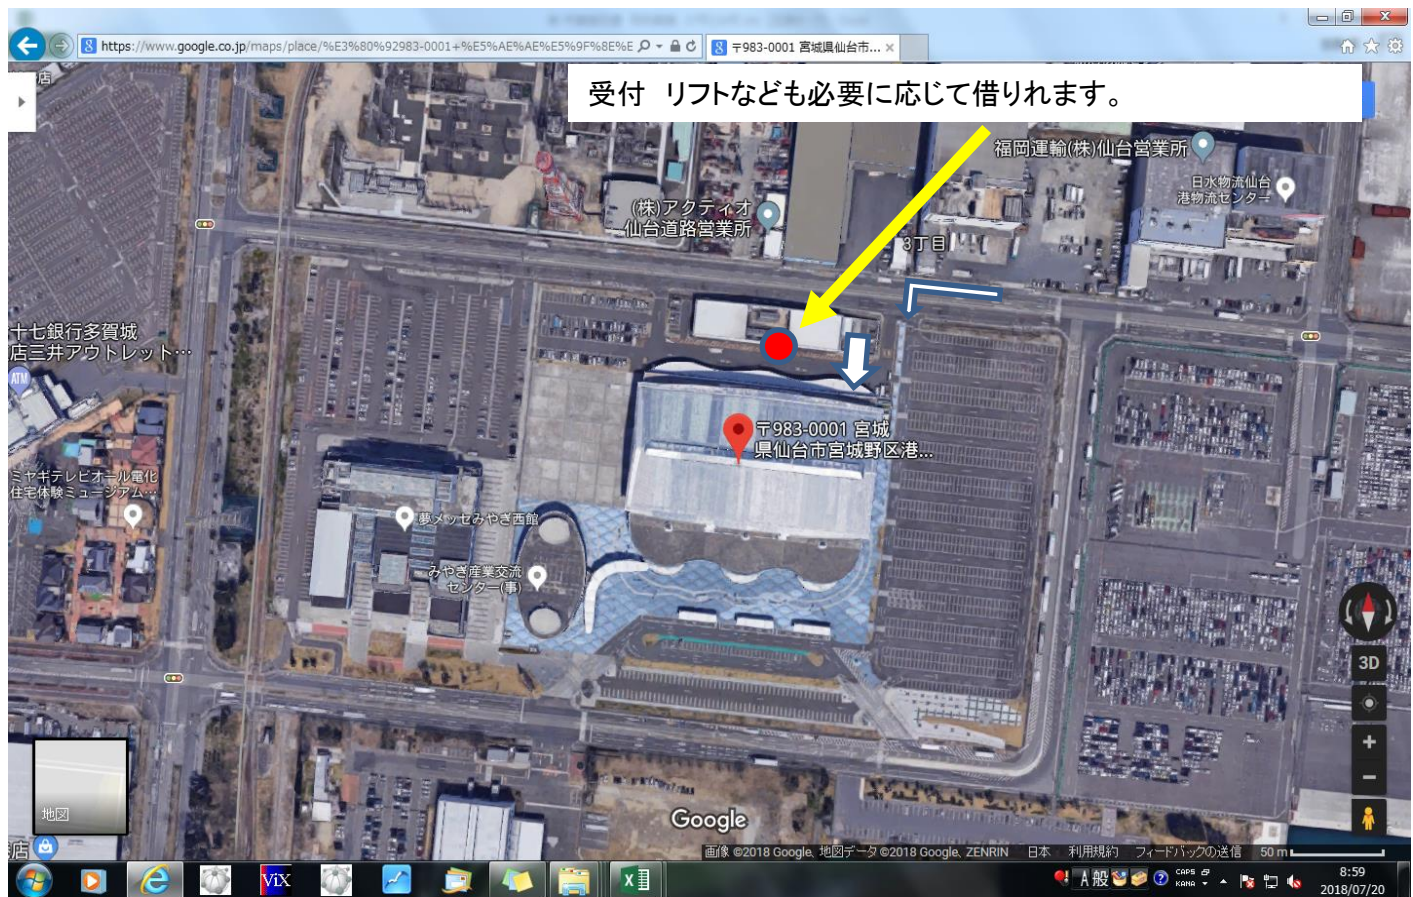 https://www.google.co.jp/maps/place/%E3%80%92983-0001+%E5%AE%AE%E5%9F%8E%E
〒983-0001 宮城県仙台市...
受付　リフトなども必要に応じて借りれます。
店
福岡運輸(株)仙台営業所
日水物流仙台
港物流センター
(株)アクティオ
仙台道路営業所
3丁目
十七銀行多賀城
店三井アウトレット…
ATM
〒983-0001 宮城
県仙台市宮城野区港...
ミヤギテレビオール電化
住宅体験ミュージアム…
夢メッセみやぎ西館
みやぎ産業交流
センター(事)
3D
地図
Google
店
画像 ©2018 Google、地図データ ©2018 Google, ZENRIN 日本 利用規約 フィードバックの送信 50 m
ViX
A 般
CAPS
KANA
8:59
2018/07/20